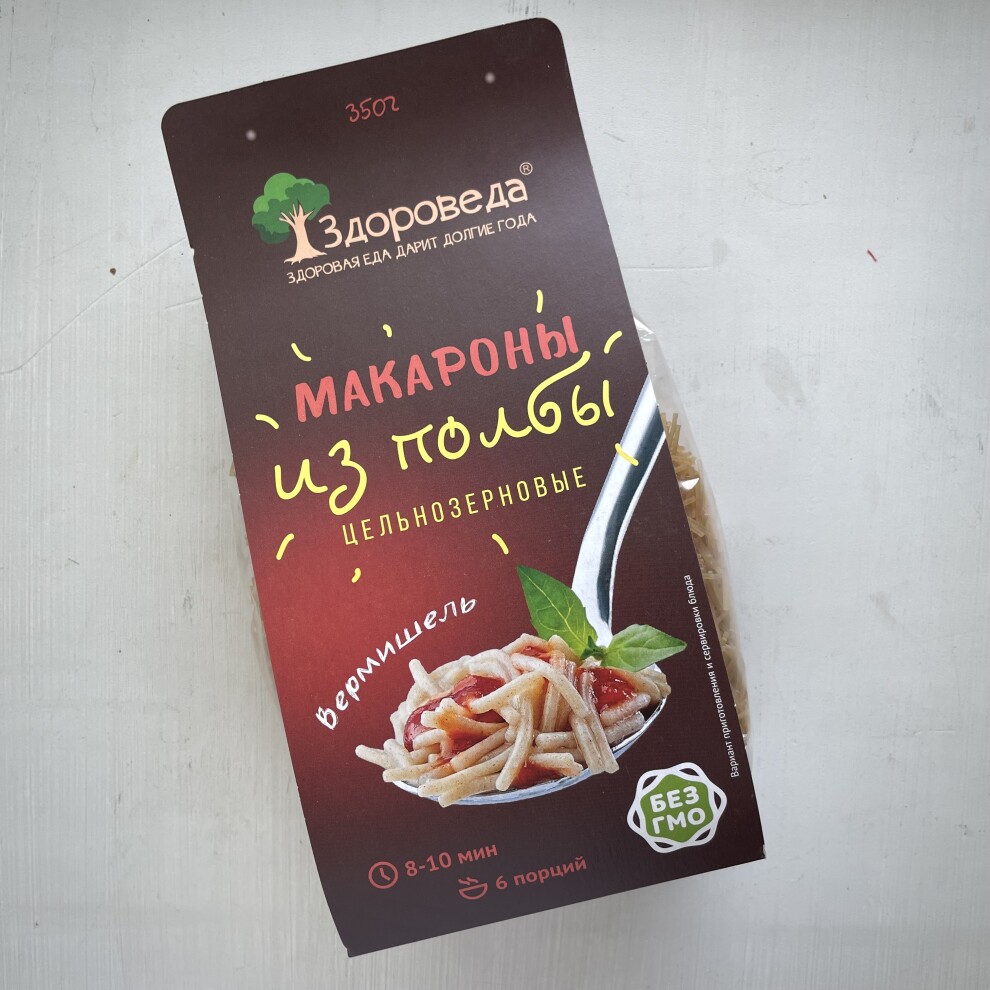 350г
Здороведа®
ЗДОРОВАЯ ЕДА ДАРИТ ДОЛГИЕ ГОДА
МАКАРОНЫ
из полбы
ЦЕЛЬНОЗЕРНОВЫЕ
вермишель
Вариант приготовления и сервировки блюда
БЕЗ
ГМО
8-10 мин
6 порций